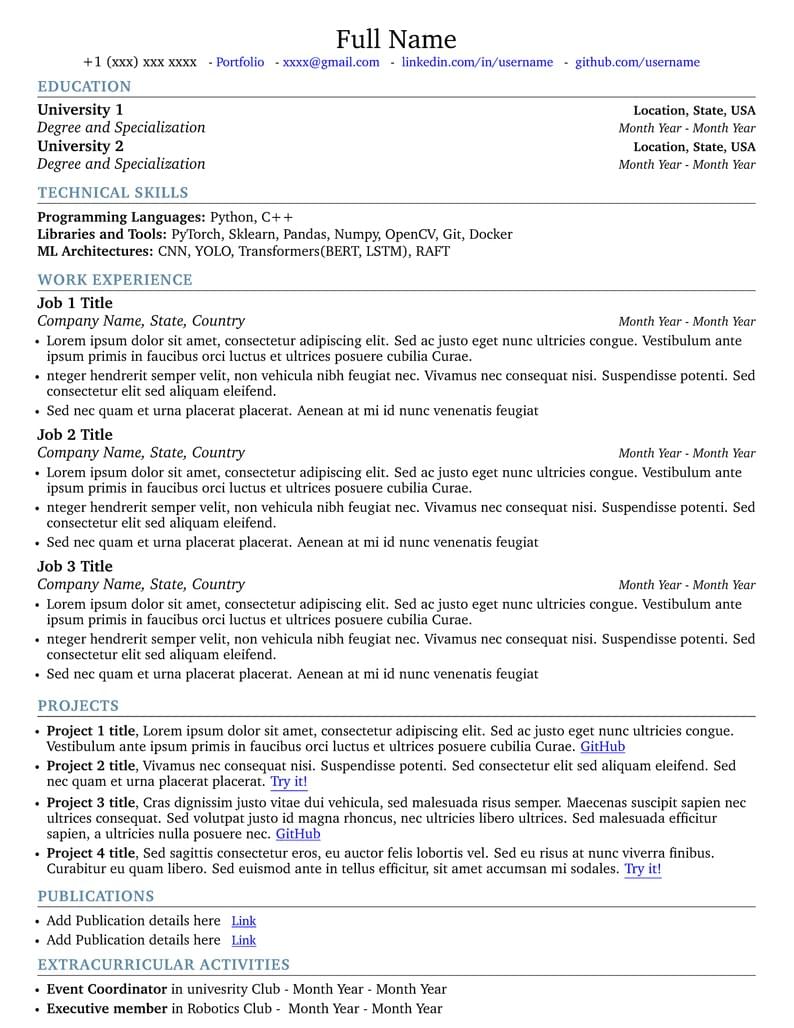 Full Name
+1 (xxx) xxx xxxx - Portfolio - xxxx@gmail.com - linkedin.com/in/username - github.com/username
EDUCATION
University 1 Location, State, USA
Degree and Specialization Month Year - Month Year
University 2 Location, State, USA
Degree and Specialization Month Year - Month Year
TECHNICAL SKILLS
Programming Languages: Python, C++
Libraries and Tools: PyTorch, Sklearn, Pandas, Numpy, OpenCV, Git, Docker
ML Architectures: CNN, YOLO, Transformers(BERT, LSTM), RAFT
WORK EXPERIENCE
Job 1 Title
Company Name, State, Country Month Year - Month Year
• Lorem ipsum dolor sit amet, consectetur adipiscing elit. Sed ac justo eget nunc ultricies congue. Vestibulum ante
ipsum primis in faucibus orci luctus et ultrices posuere cubilia Curae.
• nteger hendrerit semper velit, non vehicula nibh feugiat nec. Vivamus nec consequat nisi. Suspendisse potenti. Sed
consectetur elit sed aliquam eleifend.
• Sed nec quam et urna placerat placerat. Aenean at mi id nunc venenatis feugiat
Job 2 Title
Company Name, State, Country Month Year - Month Year
• Lorem ipsum dolor sit amet, consectetur adipiscing elit. Sed ac justo eget nunc ultricies congue. Vestibulum ante
ipsum primis in faucibus orci luctus et ultrices posuere cubilia Curae.
• nteger hendrerit semper velit, non vehicula nibh feugiat nec. Vivamus nec consequat nisi. Suspendisse potenti. Sed
consectetur elit sed aliquam eleifend.
• Sed nec quam et urna placerat placerat. Aenean at mi id nunc venenatis feugiat
Job 3 Title
Company Name, State, Country Month Year - Month Year
• Lorem ipsum dolor sit amet, consectetur adipiscing elit. Sed ac justo eget nunc ultricies congue. Vestibulum ante
ipsum primis in faucibus orci luctus et ultrices posuere cubilia Curae.
• nteger hendrerit semper velit, non vehicula nibh feugiat nec. Vivamus nec consequat nisi. Suspendisse potenti. Sed
consectetur elit sed aliquam eleifend.
• Sed nec quam et urna placerat placerat. Aenean at mi id nunc venenatis feugiat
PROJECTS
• Project 1 title, Lorem ipsum dolor sit amet, consectetur adipiscing elit. Sed ac justo eget nunc ultricies congue.
Vestibulum ante ipsum primis in faucibus orci luctus et ultrices posuere cubilia Curae. GitHub
• Project 2 title, Vivamus nec consequat nisi. Suspendisse potenti. Sed consectetur elit sed aliquam eleifend. Sed
nec quam et urna placerat placerat. Try it!
• Project 3 title, Cras dignissim justo vitae dui vehicula, sed malesuada risus semper. Maecenas suscipit sapien nec
ultrices consequat. Sed volutpat justo id magna rhoncus, nec ultricies libero ultrices. Sed malesuada efficitur
sapien, a ultricies nulla posuere nec. GitHub
• Project 4 title, Sed sagittis consectetur eros, eu auctor felis lobortis vel. Sed eu risus at nunc viverra finibus.
Curabitur eu quam libero. Sed euismod ante in tellus efficitur, sit amet accumsan mi sodales. Try it!
PUBLICATIONS
• Add Publication details here Link
• Add Publication details here Link
EXTRACURRICULAR ACTIVITIES
• Event Coordinator in univesrity Club - Month Year - Month Year
• Executive member in Robotics Club - Month Year - Month Year